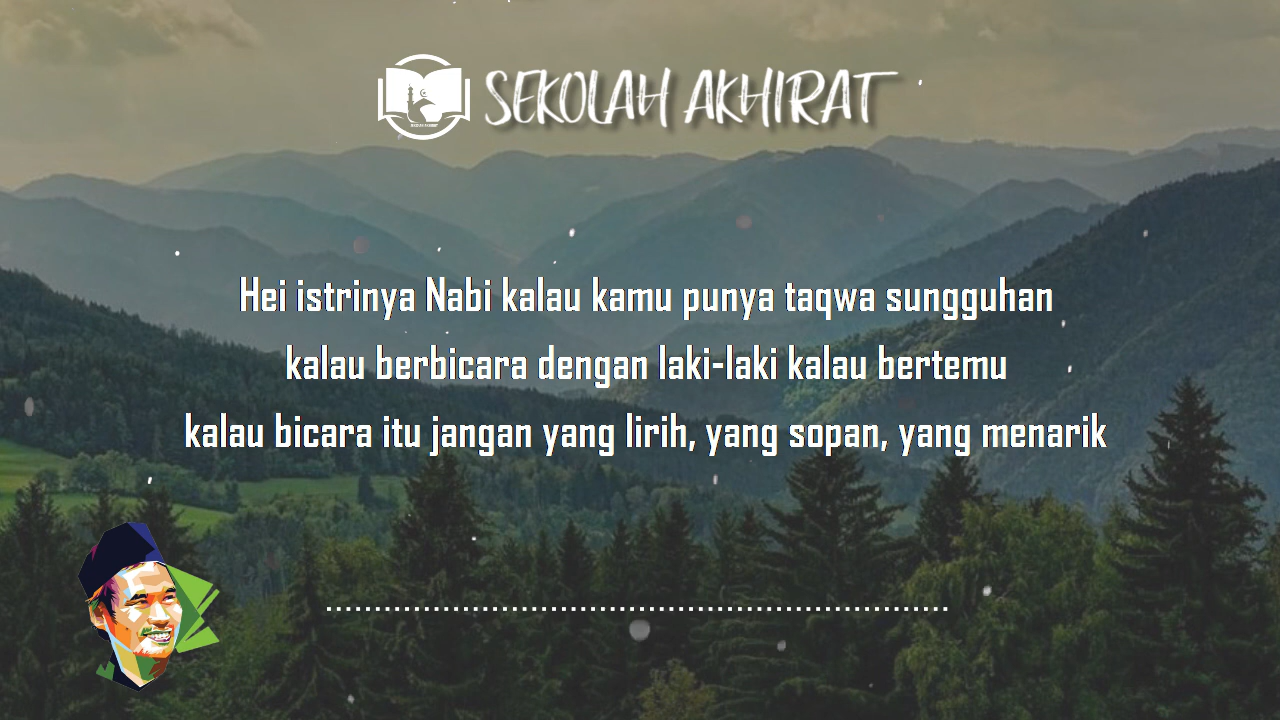 SEKOLAH AKHIRAT
Hei istrinya Nabi kalau kamu punya taqwa sungguhan
kalau berbicara dengan laki-laki kalau bertemu
kalau bicara itu jangan yang lirih, yang sopan, yang menarik